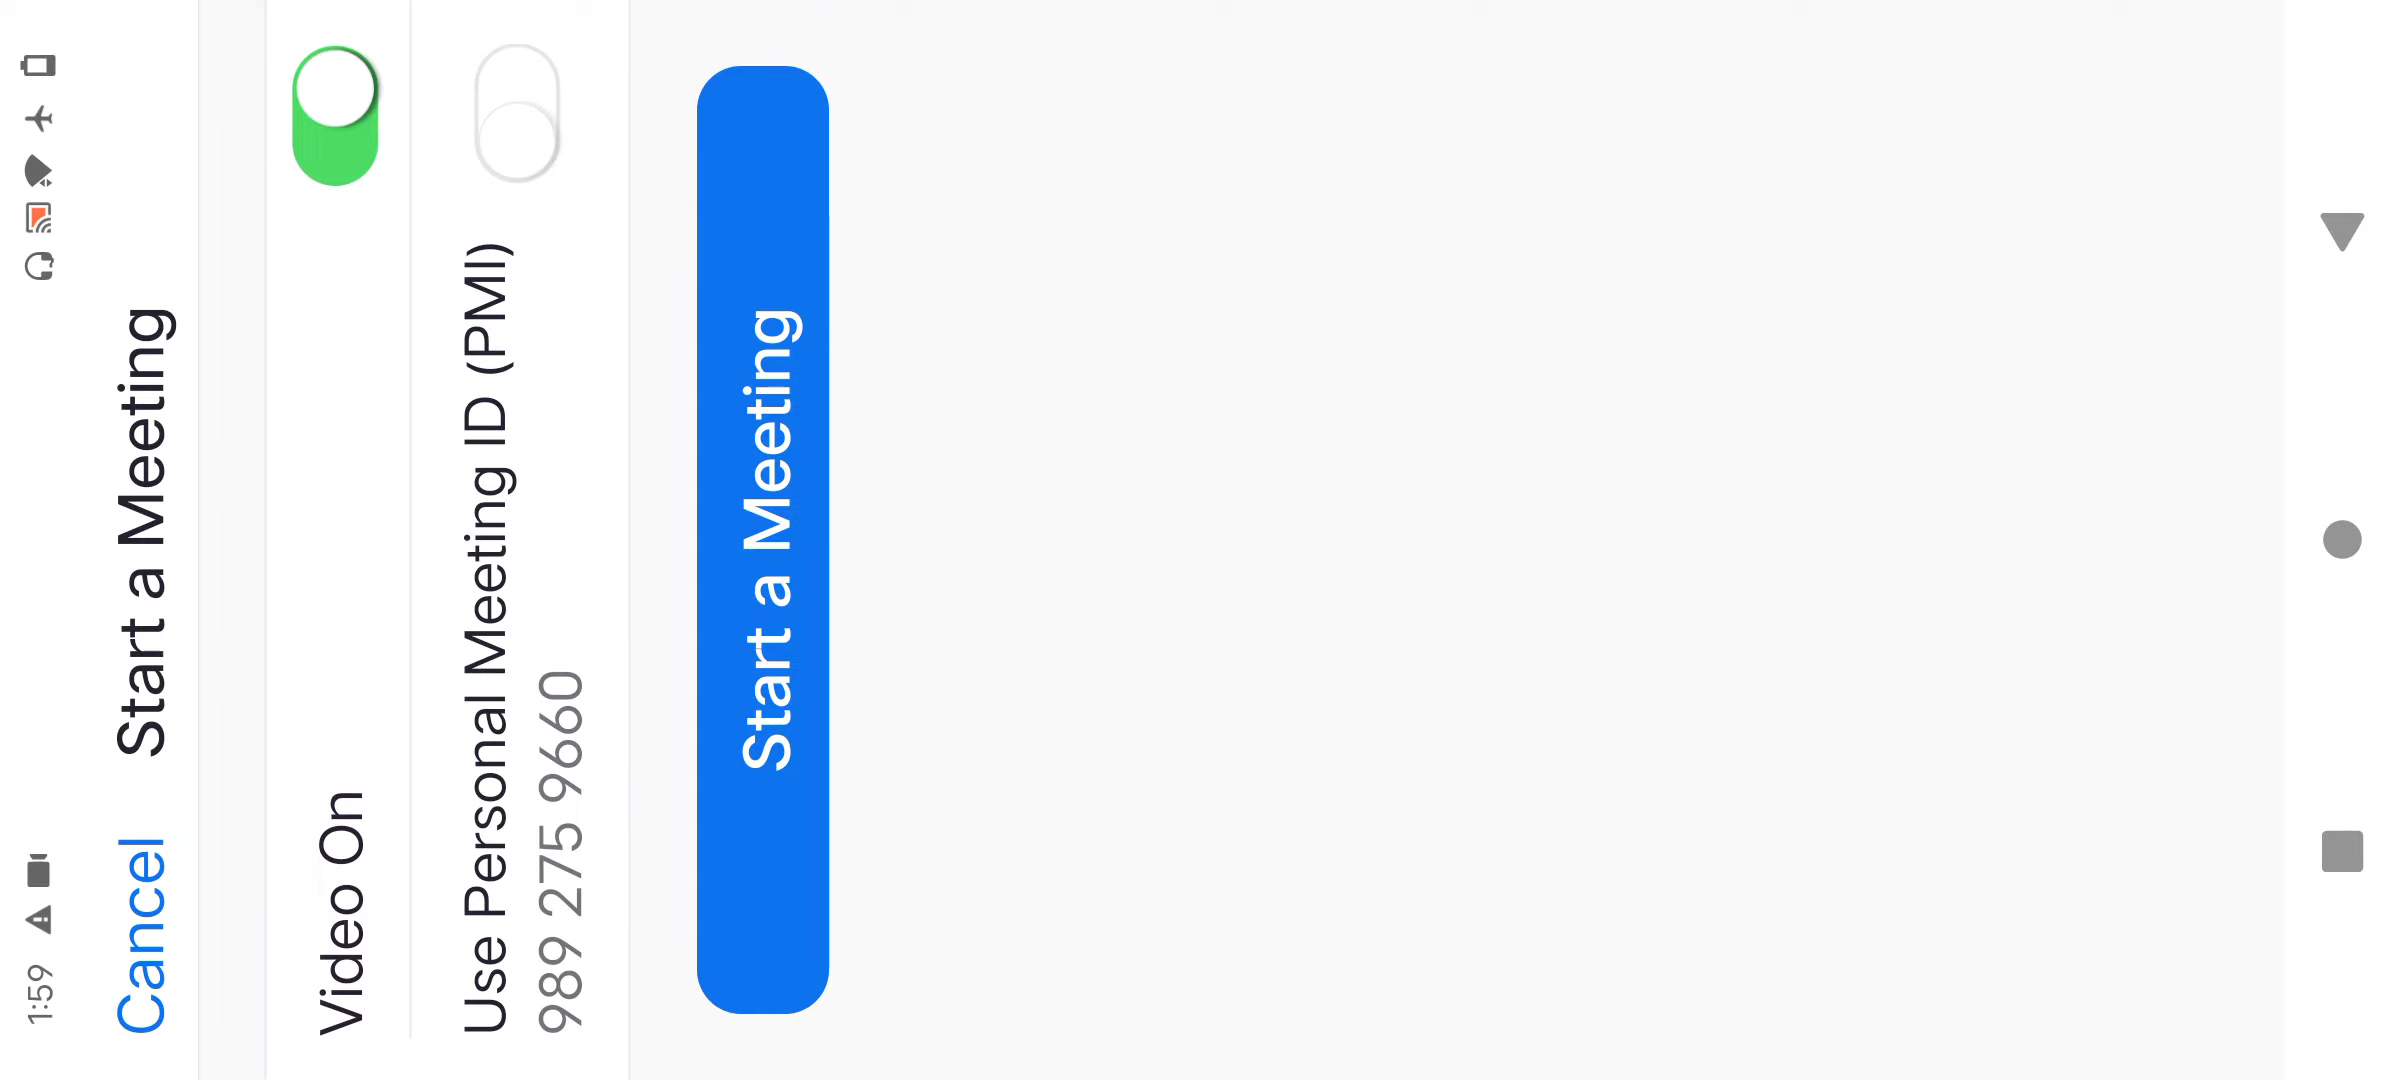 1:59
Cancel
Start a Meeting
Video On
Use Personal Meeting ID (PMI)
989 275 9660
Start a Meeting